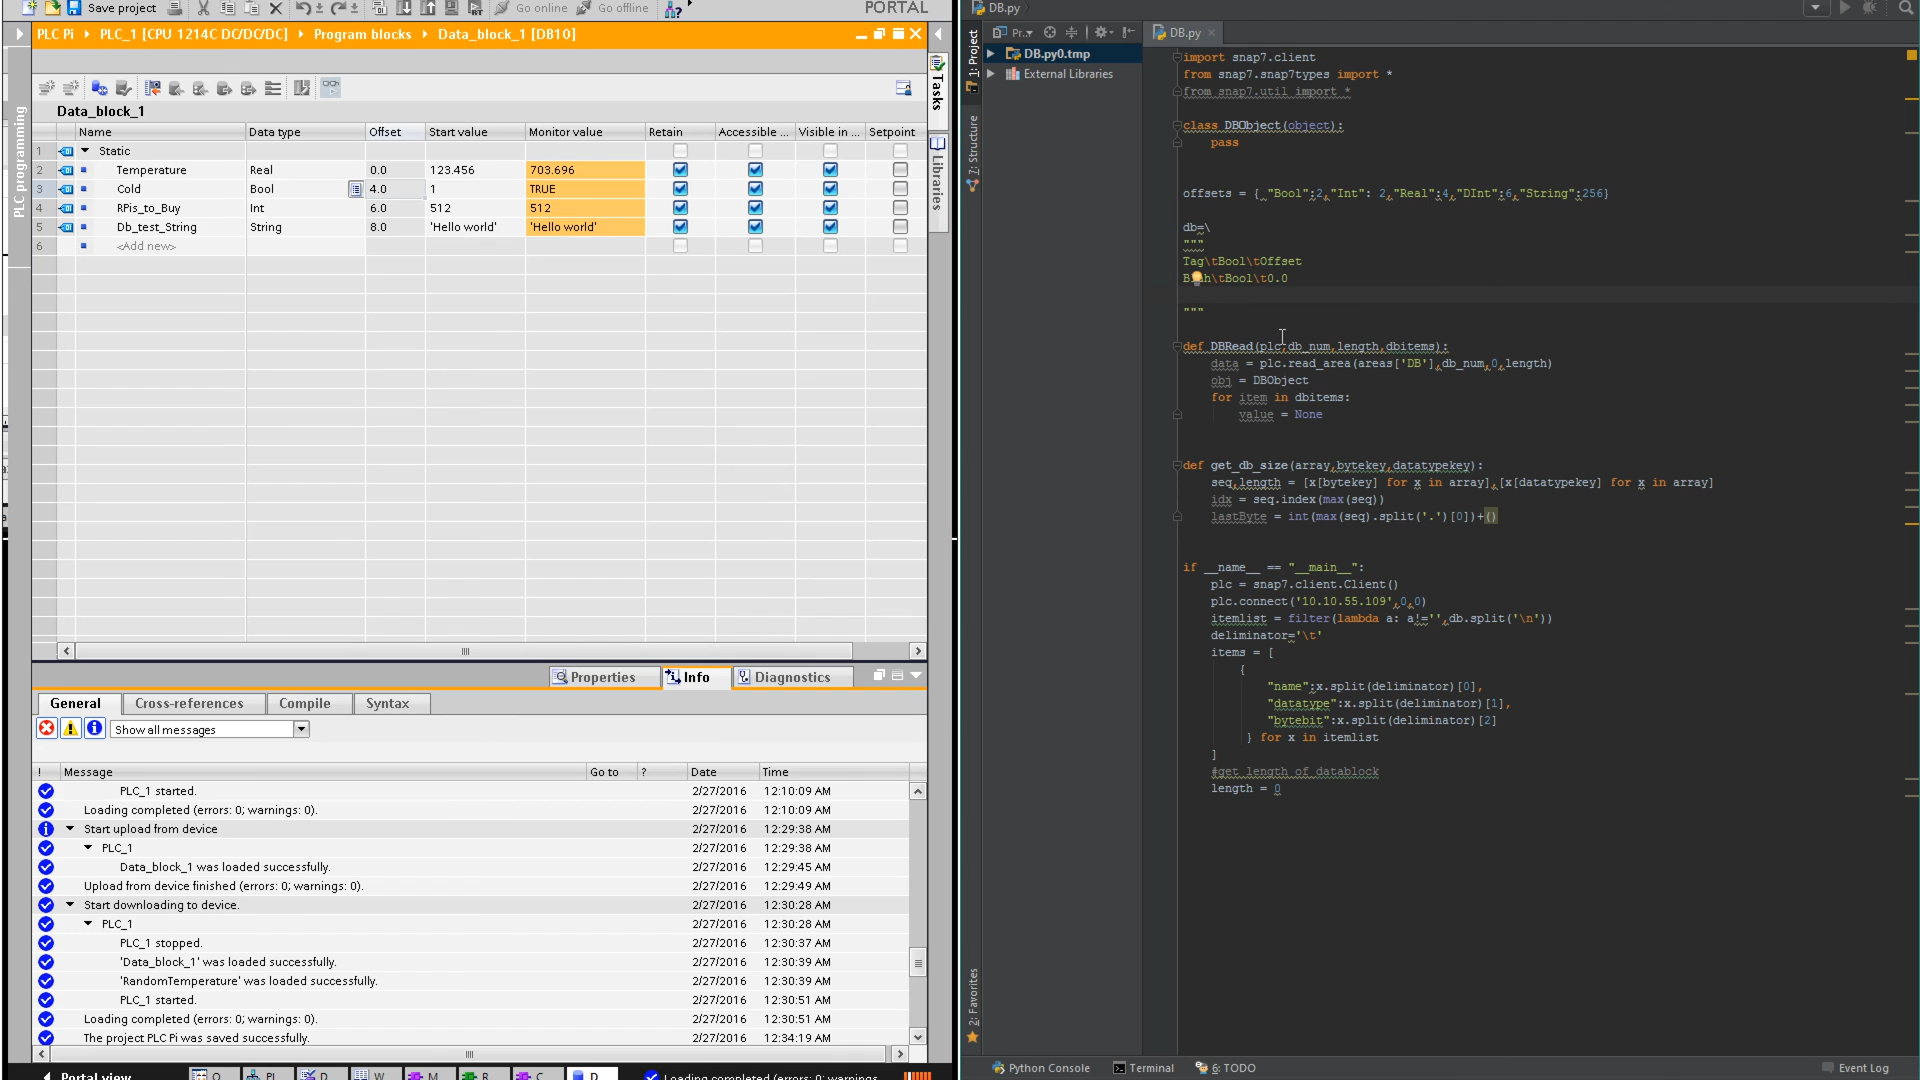 Save project
Go online
Go offline
PORTAL
PLC Pi
PLC_1 [CPU 1214C DC/DC/DC]
Program blocks
Data_block_1 [DB10]
PLC programming
Tasks
Libraries
Data_block_1
Name Data type Offset Start value Monitor value Retain Accessible ... Visible in ... Setpoint
1 Static
2 Temperature Real 0.0 123.456 703.696
3 Cold Bool 4.0 1 TRUE
4 RPis_to_Buy Int 6.0 512 512
5 Db_test_String String 8.0 'Hello world' 'Hello world'
6 <Add new>
Properties Info Diagnostics
General Cross-references Compile Syntax
Show all messages
! Message Go to ? Date Time
PLC_1 started. 2/27/2016 12:10:09 AM
Loading completed (errors: 0; warnings: 0). 2/27/2016 12:10:09 AM
Start upload from device 2/27/2016 12:29:38 AM
PLC_1 2/27/2016 12:29:38 AM
Data_block_1 was loaded successfully. 2/27/2016 12:29:45 AM
Upload from device finished (errors: 0; warnings: 0). 2/27/2016 12:29:49 AM
Start downloading to device. 2/27/2016 12:30:28 AM
PLC_1 2/27/2016 12:30:28 AM
PLC_1 stopped. 2/27/2016 12:30:37 AM
'Data_block_1' was loaded successfully. 2/27/2016 12:30:39 AM
'RandomTemperature' was loaded successfully. 2/27/2016 12:30:39 AM
PLC_1 started. 2/27/2016 12:30:51 AM
Loading completed (errors: 0; warnings: 0). 2/27/2016 12:30:51 AM
The project PLC Pi was saved successfully. 2/27/2016 12:34:19 AM
Portal view
Loading completed (errors: 0; warnings
DB.py
1: Project
7: Structure
2: Favorites
Pr..
DB.py0.tmp
External Libraries
DB.py
import snap7.client
from snap7.snap7types import *
from snap7.util import *
class DBObject(object):
pass
offsets = { "Bool":2,"Int": 2,"Real":4,"DInt":6,"String":256}
db=\
"""
Tag\tBool\tOffset
\tBool\t0.0
"""
def DBRead(plc,db_num,length,dbitems):
data = plc.read_area(areas['DB'],db_num,0,length)
obj = DBObject
for item in dbitems:
value = None
def get_db_size(array,bytekey,datatypekey):
seq,length = [x[bytekey] for x in array],[x[datatypekey] for x in array]
idx = seq.index(max(seq))
lastByte = int(max(seq).split('.')[0])+()
if __name__ == "__main__":
plc = snap7.client.Client()
plc.connect('10.10.55.109',0,0)
itemlist = filter(lambda a: a!='',db.split('\n'))
deliminator='\t'
items = [
{
"name":x.split(deliminator)[0],
"datatype":x.split(deliminator)[1],
"bytebit":x.split(deliminator)[2]
} for x in itemlist
]
#get length of datablock
length = 0
Python Console
Terminal
6: TODO
Event Log